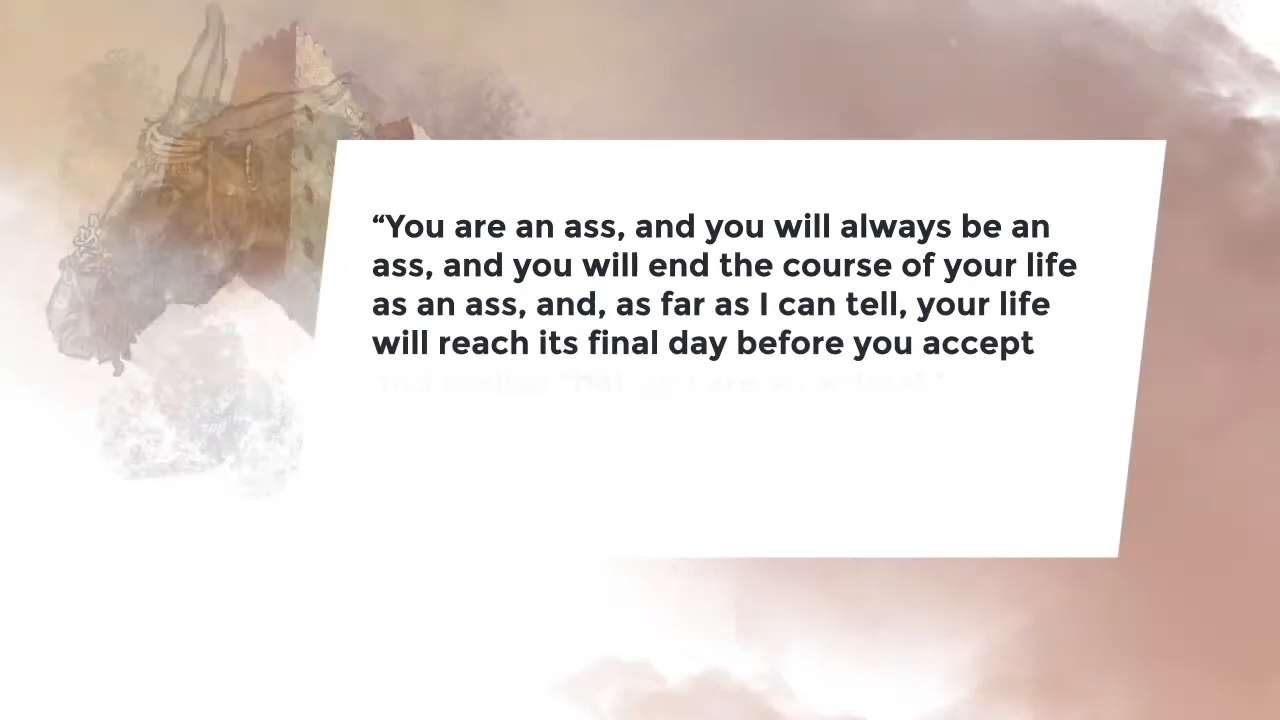 “You are an ass, and you will always be an
ass, and you will end the course of your life
as an ass, and, as far as I can tell, your life
will reach its final day before you accept